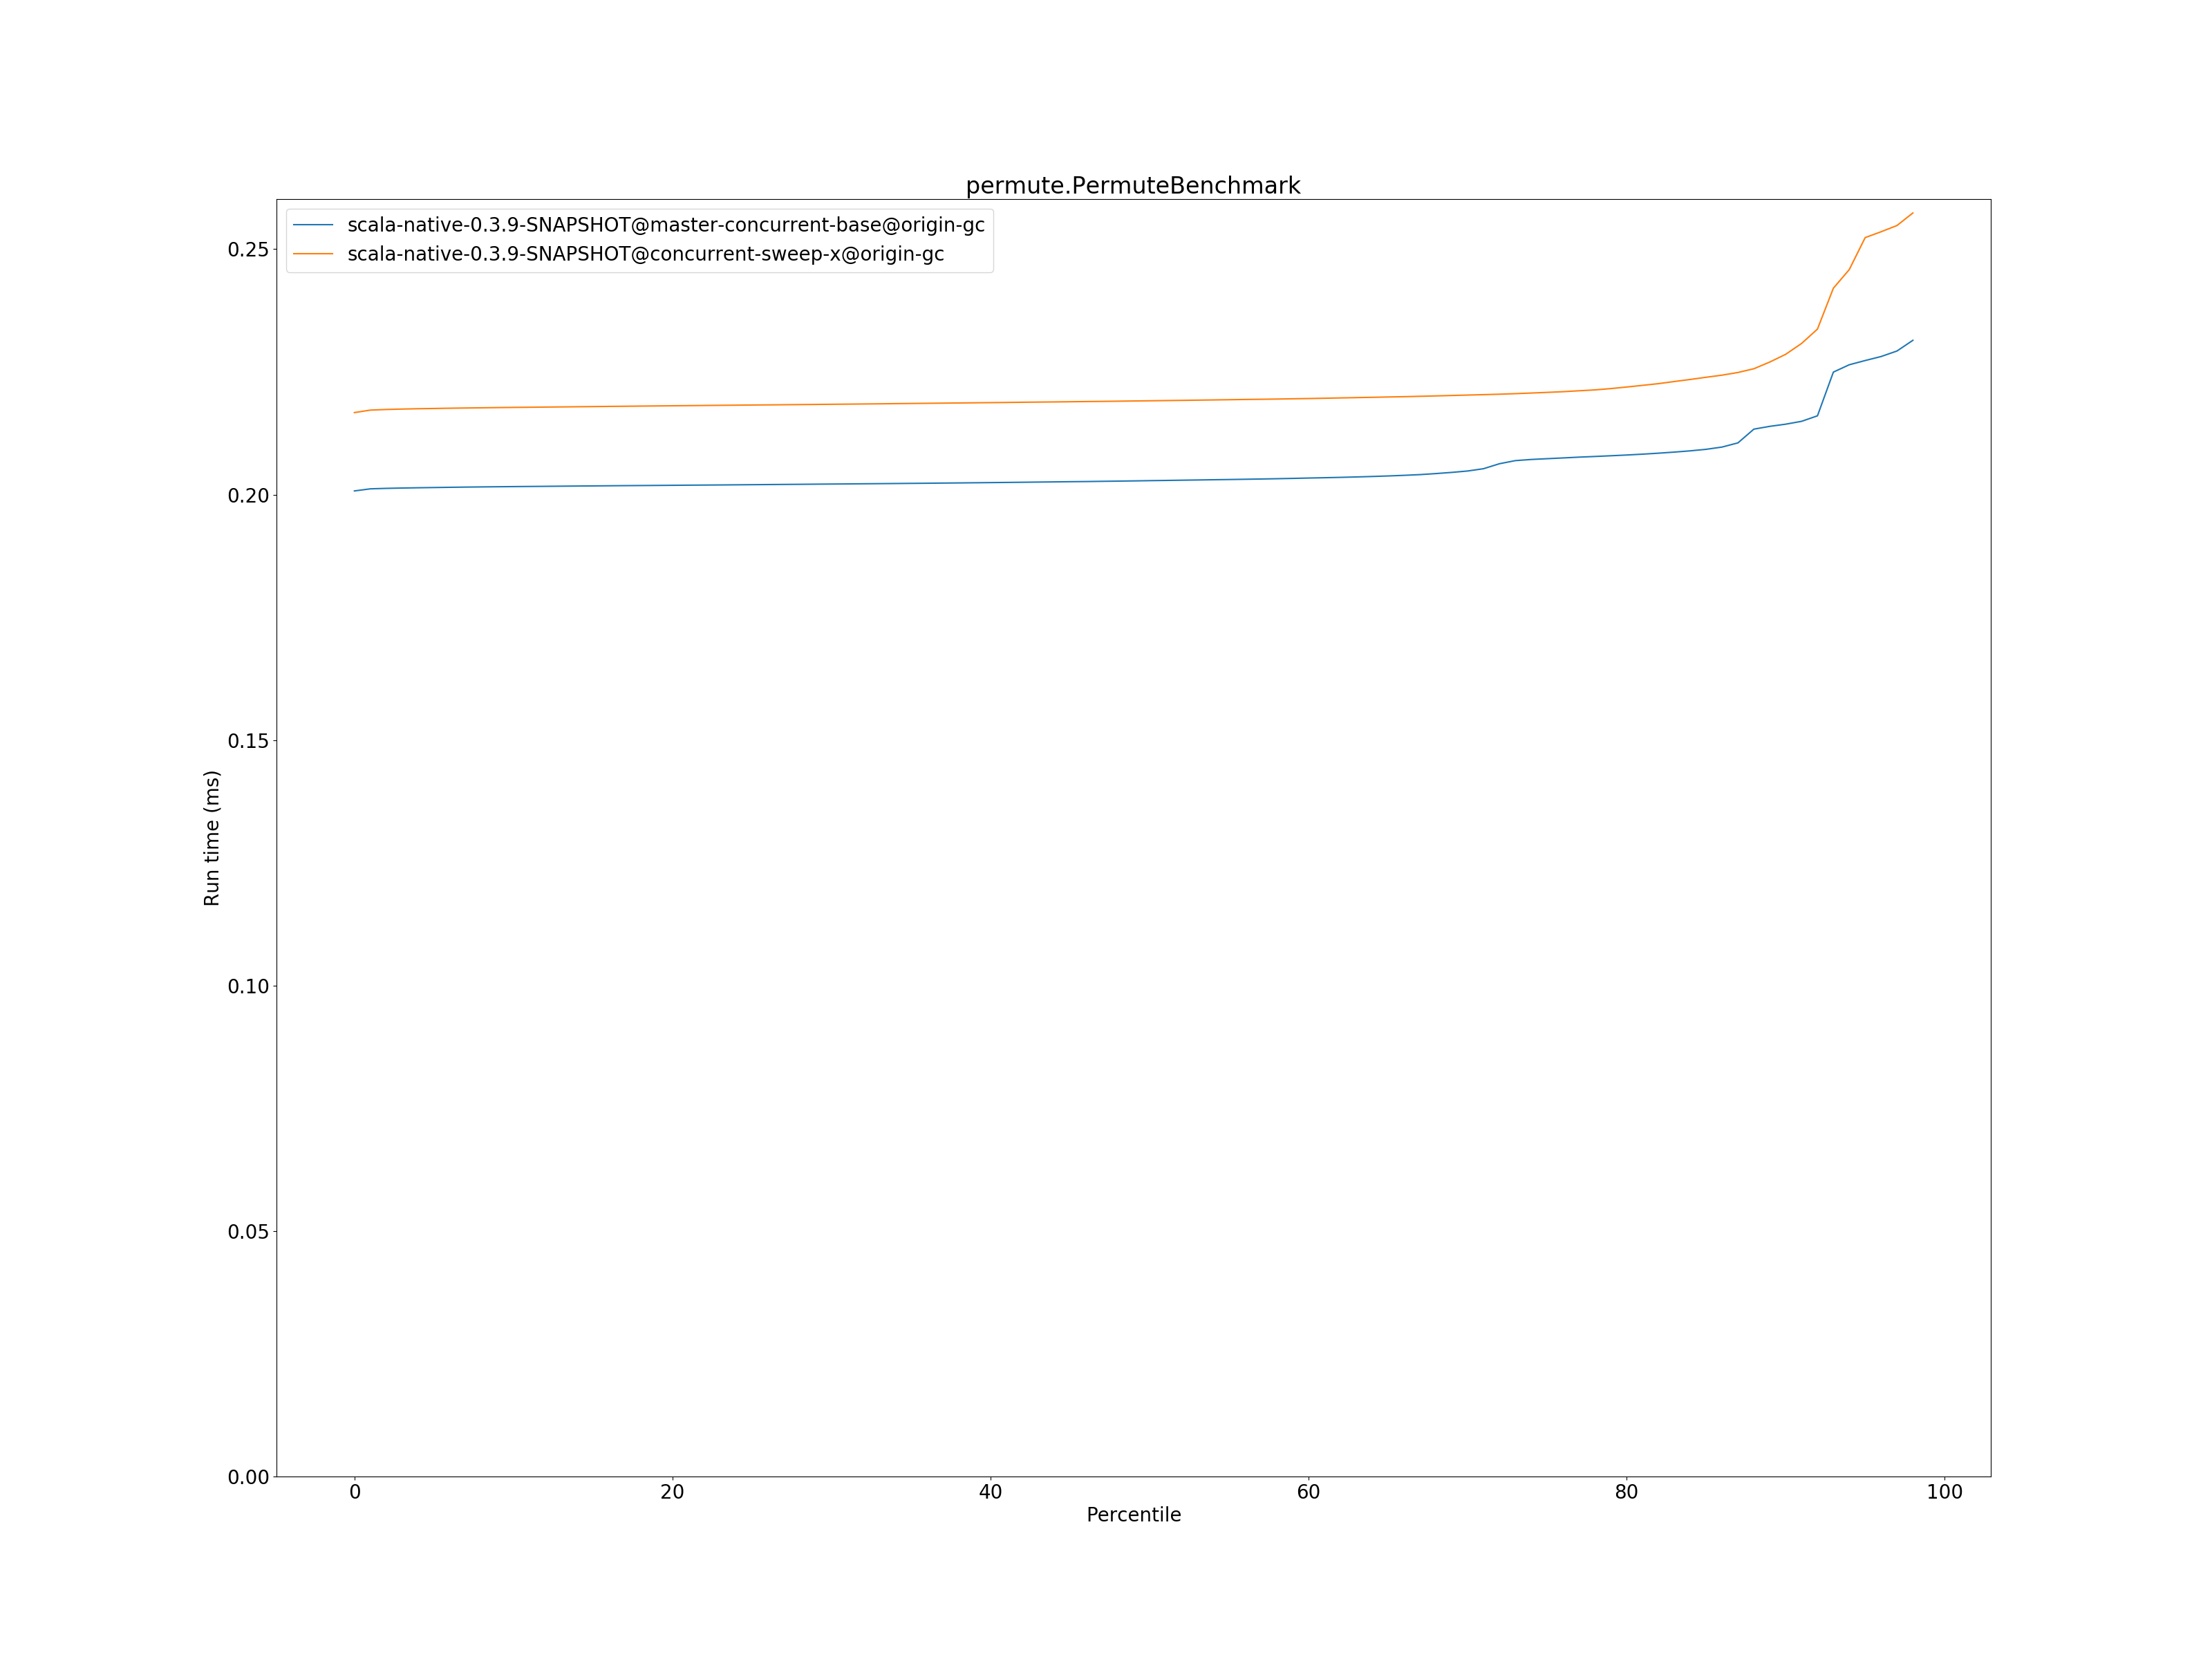 permute.PermuteBenchmark
scala-native-0.3.9-SNAPSHOT@master-concurrent-base@origin-gc
scala-native-0.3.9-SNAPSHOT@concurrent-sweep-x@origin-gc
0.25
0.20
0.15
0.10
0.05
0.00
Run time (ms)
0 20 40 60 80 100
Percentile